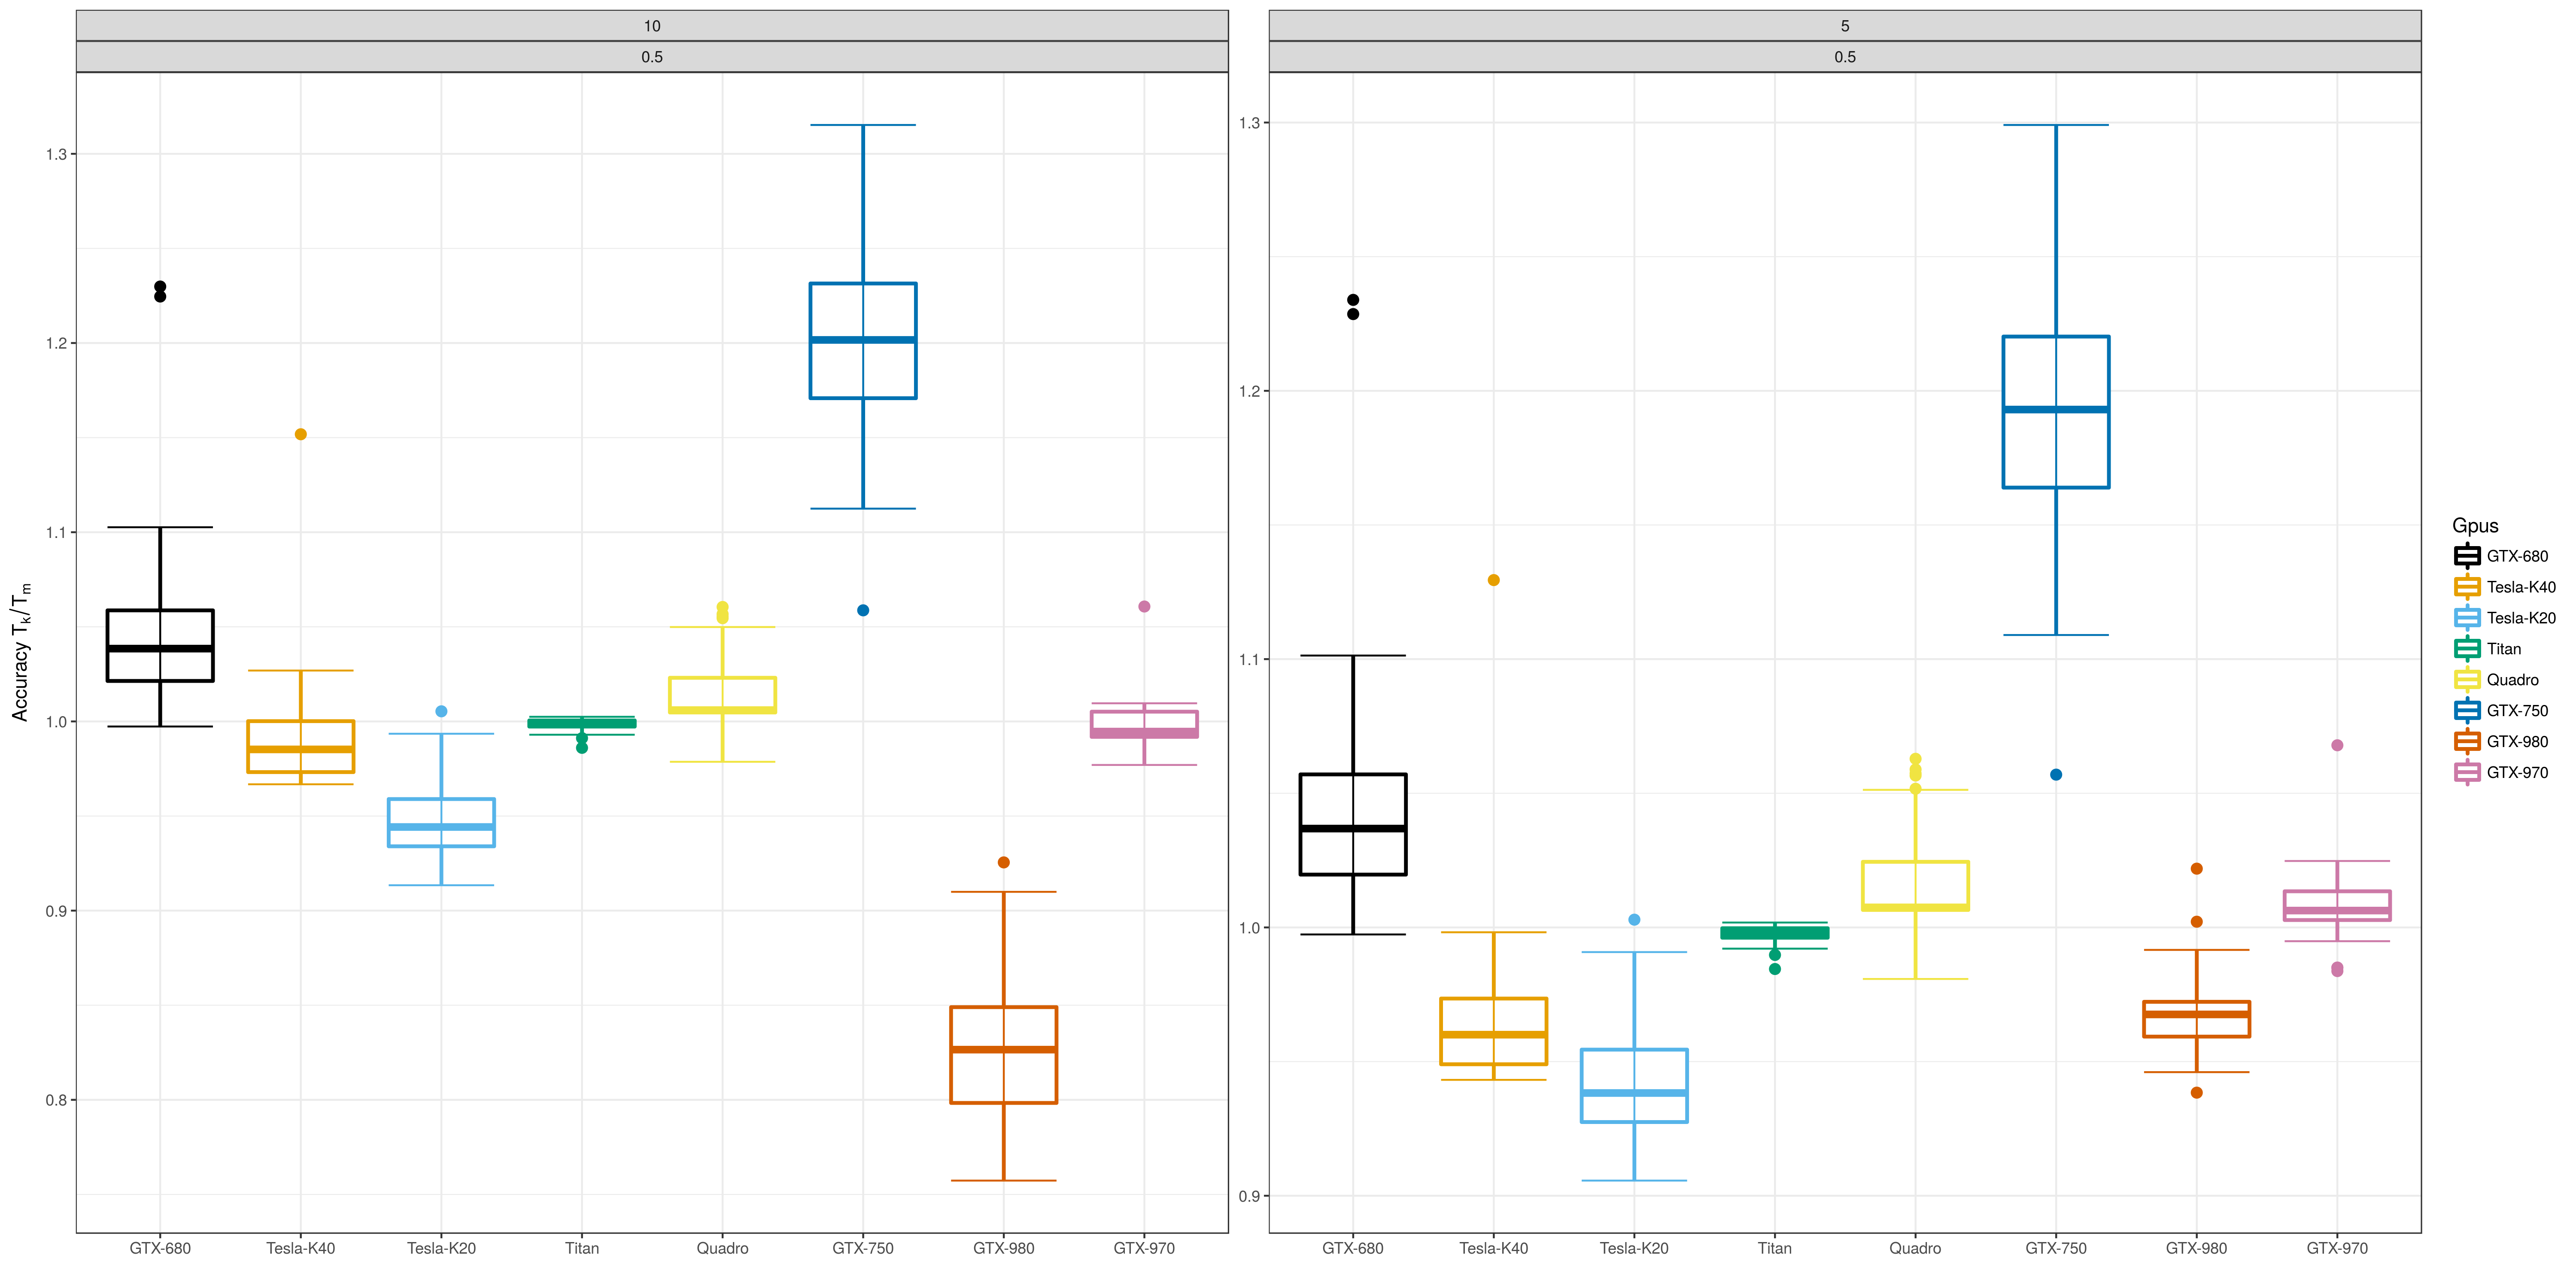 10
0.5
5
0.5
Accuracy Tk/Tm
1.3
1.2
1.1
1.0
0.9
0.8
GTX-680 Tesla-K40 Tesla-K20 Titan Quadro GTX-750 GTX-980 GTX-970
1.3
1.2
1.1
1.0
0.9
GTX-680 Tesla-K40 Tesla-K20 Titan Quadro GTX-750 GTX-980 GTX-970
Gpus
GTX-680
Tesla-K40
Tesla-K20
Titan
Quadro
GTX-750
GTX-980
GTX-970